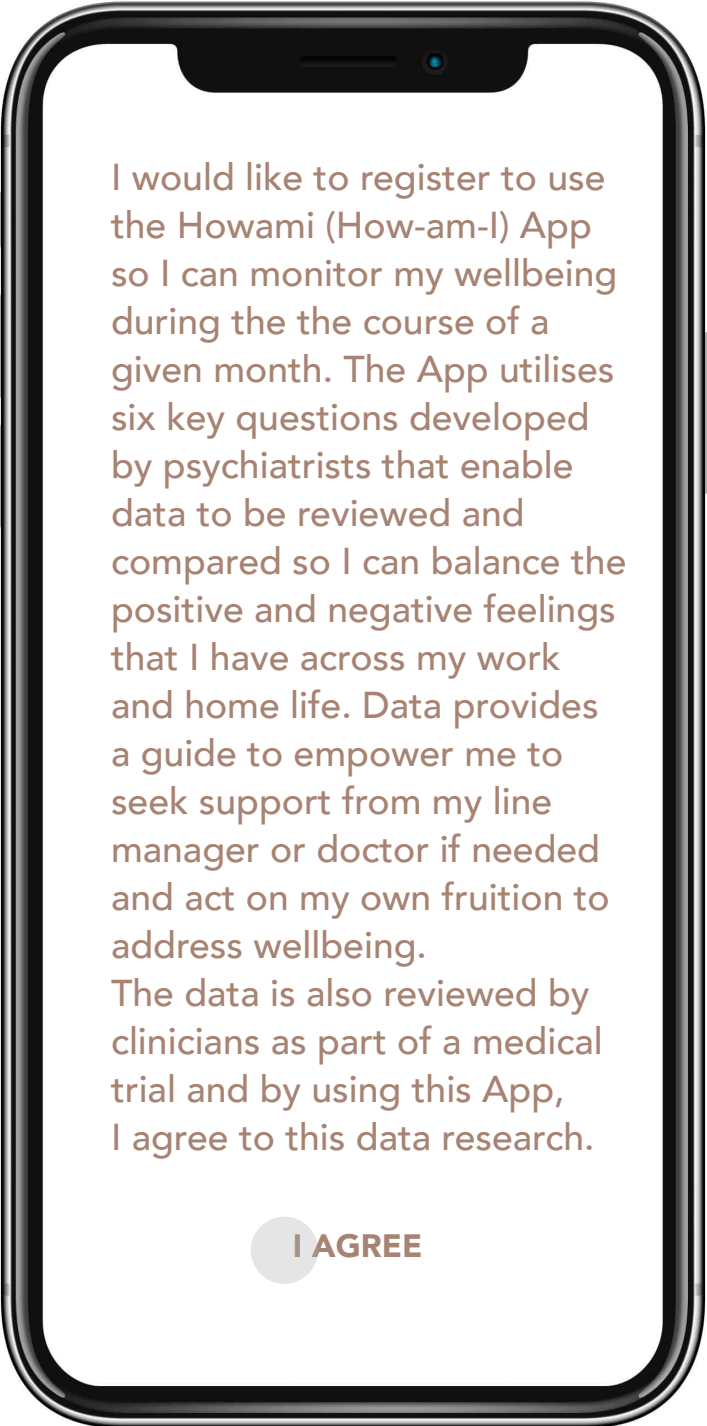 I would like to register to use
the Howami (How-am-I) App
so I can monitor my wellbeing
during the the course of a
given month. The App utilises
six key questions developed
by psychiatrists that enable
data to be reviewed and
compared so I can balance the
positive and negative feelings
that I have across my work
and home life. Data provides
a guide to empower me to
seek support from my line
manager or doctor if needed
and act on my own fruition to
address wellbeing.
The data is also reviewed by
clinicians as part of a medical
trial and by using this App,
I agree to this data research.
I AGREE